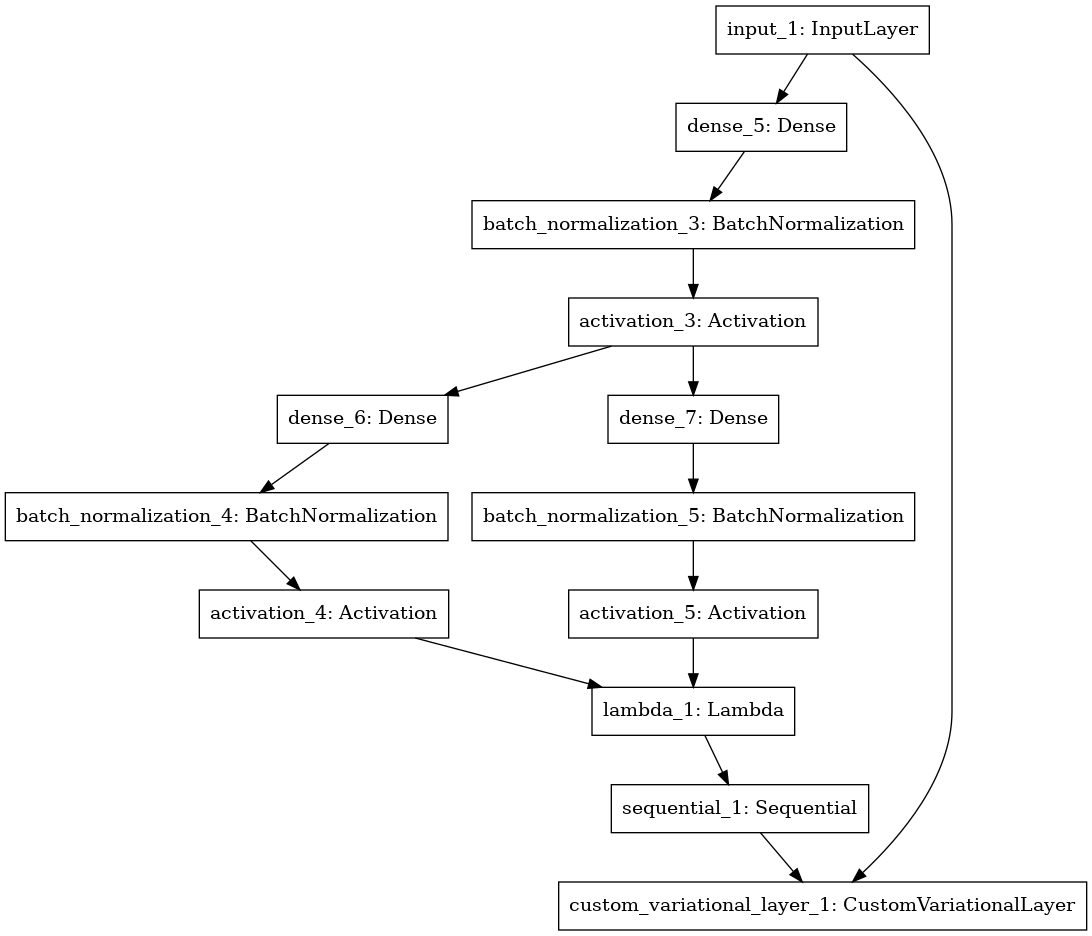 input_1: InputLayer
dense_5: Dense
batch_normalization_3: BatchNormalization
activation_3: Activation
dense_6: Dense
dense_7: Dense
batch_normalization_4: BatchNormalization
batch_normalization_5: BatchNormalization
activation_4: Activation
activation_5: Activation
lambda_1: Lambda
sequential_1: Sequential
custom_variational_layer_1: CustomVariationalLayer